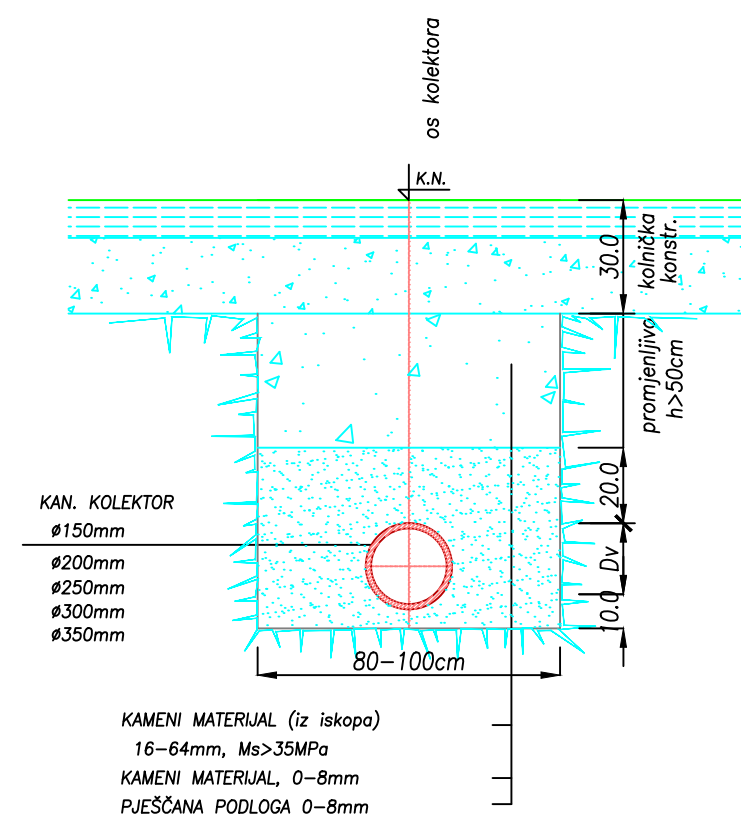 os kolektora
K.N.
30.0
kolnička
konstr.
promjenljivo
h>50cm
20.0
Dv
10.0
KAN. KOLEKTOR
ø150mm
ø200mm
ø250mm
ø300mm
ø350mm
80-100cm
KAMENI MATERIJAL (iz iskopa)
16-64mm, Ms>35MPa
KAMENI MATERIJAL, 0-8mm
PJEŠČANA PODLOGA 0-8mm